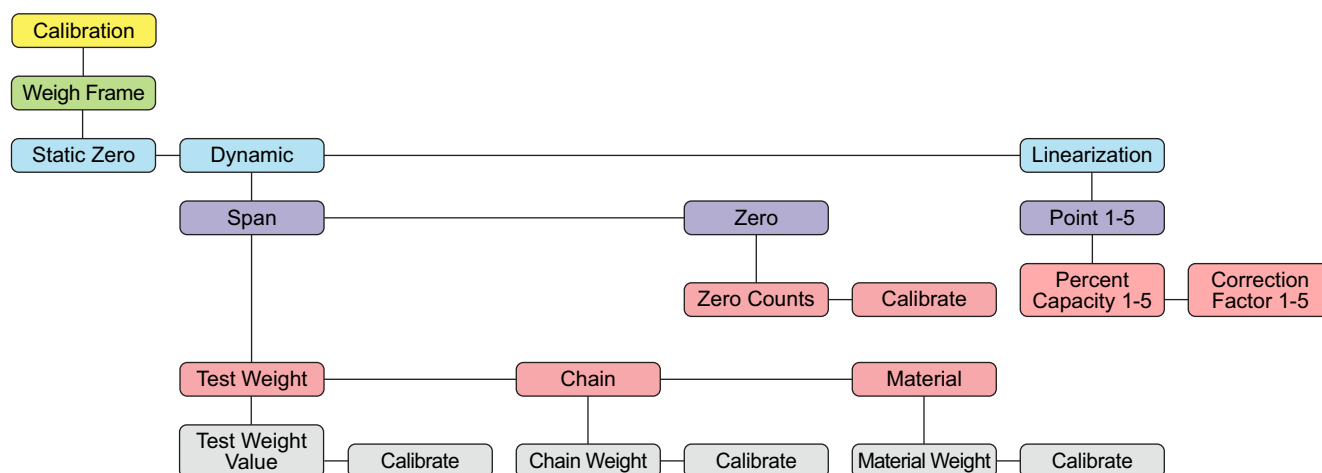 Calibration
Weigh Frame
Static Zero
Dynamic
Linearization
Span
Zero
Point 1-5
Zero Counts
Calibrate
Percent
Capacity 1-5
Correction
Factor 1-5
Test Weight
Chain
Material
Test Weight
Value
Calibrate
Chain Weight
Calibrate
Material Weight
Calibrate